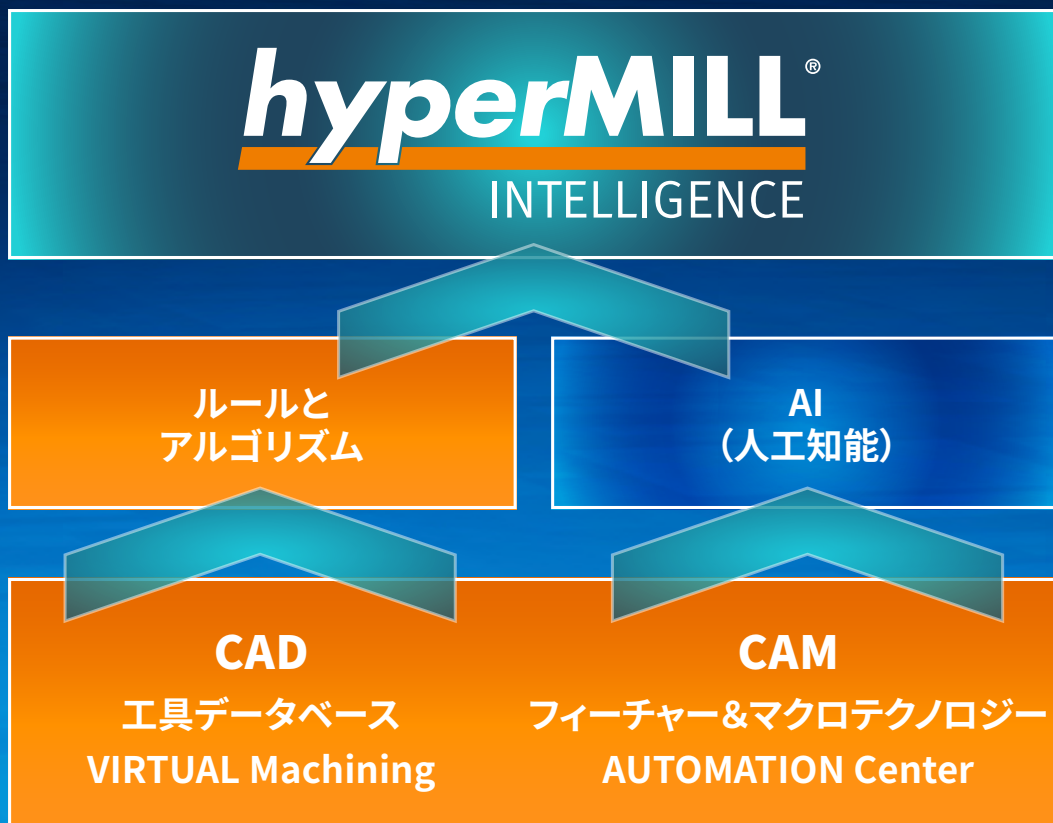 hyperMILL®
INTELLIGENCE
ルールと
アルゴリズム
AI
（人工知能）
CAD
工具データベース
VIRTUAL Machining
CAM
フィーチャー＆マクロテクノロジー
AUTOMATION Center